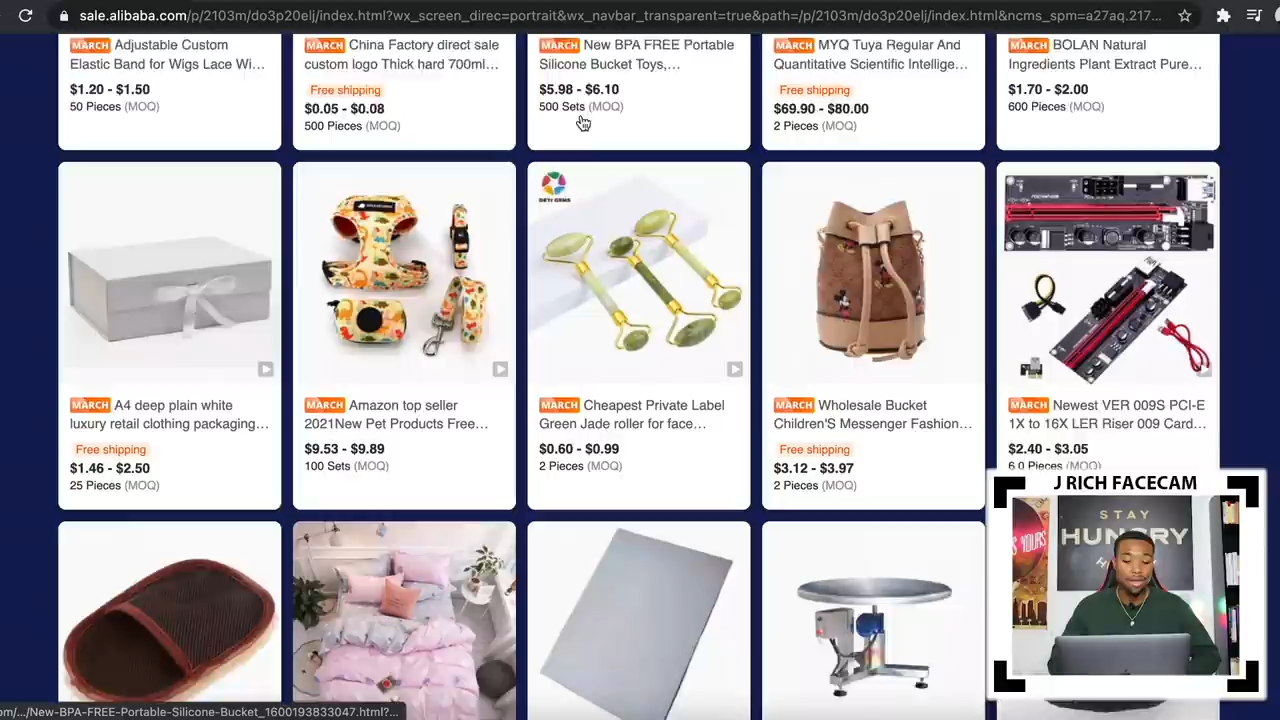 sale.alibaba.com/p/2103m/do3p20elj/index.html?wx_screen_direc=portrait&wx_navbar_transparent=true&path=/p/2103m/do3p20elj/index.html&ncms_spm=a27aq.217...
MARCH Adjustable Custom
Elastic Band for Wigs Lace Wi...
$1.20 - $1.50
50 Pieces (MOQ)
MARCH China Factory direct sale
custom logo Thick hard 700ml...
Free shipping
$0.05 - $0.08
500 Pieces (MOQ)
MARCH New BPA FREE Portable
Silicone Bucket Toys,...
$5.98 - $6.10
500 Sets (MOQ)
MARCH MYQ Tuya Regular And
Quantitative Scientific Intellige...
Free shipping
$69.90 - $80.00
2 Pieces (MOQ)
MARCH BOLAN Natural
Ingredients Plant Extract Pure...
$1.70 - $2.00
600 Pieces (MOQ)
MARCH A4 deep plain white
luxury retail clothing packaging...
Free shipping
$1.46 - $2.50
25 Pieces (MOQ)
MARCH Amazon top seller
2021New Pet Products Free...
$9.53 - $9.89
100 Sets (MOQ)
DEYI GEMS
MARCH Cheapest Private Label
Green Jade roller for face...
$0.60 - $0.99
2 Pieces (MOQ)
MARCH Wholesale Bucket
Children'S Messenger Fashion...
Free shipping
$3.12 - $3.97
2 Pieces (MOQ)
MARCH Newest VER 009S PCI-E
1X to 16X LER Riser 009 Card...
$2.40 - $3.05
Pieces (MOQ)
J RICH FACECAM
STAY
HUNGRY
om/.../New-BPA-FREE-Portable-Silicone-Bucket_1600193833047.html?...